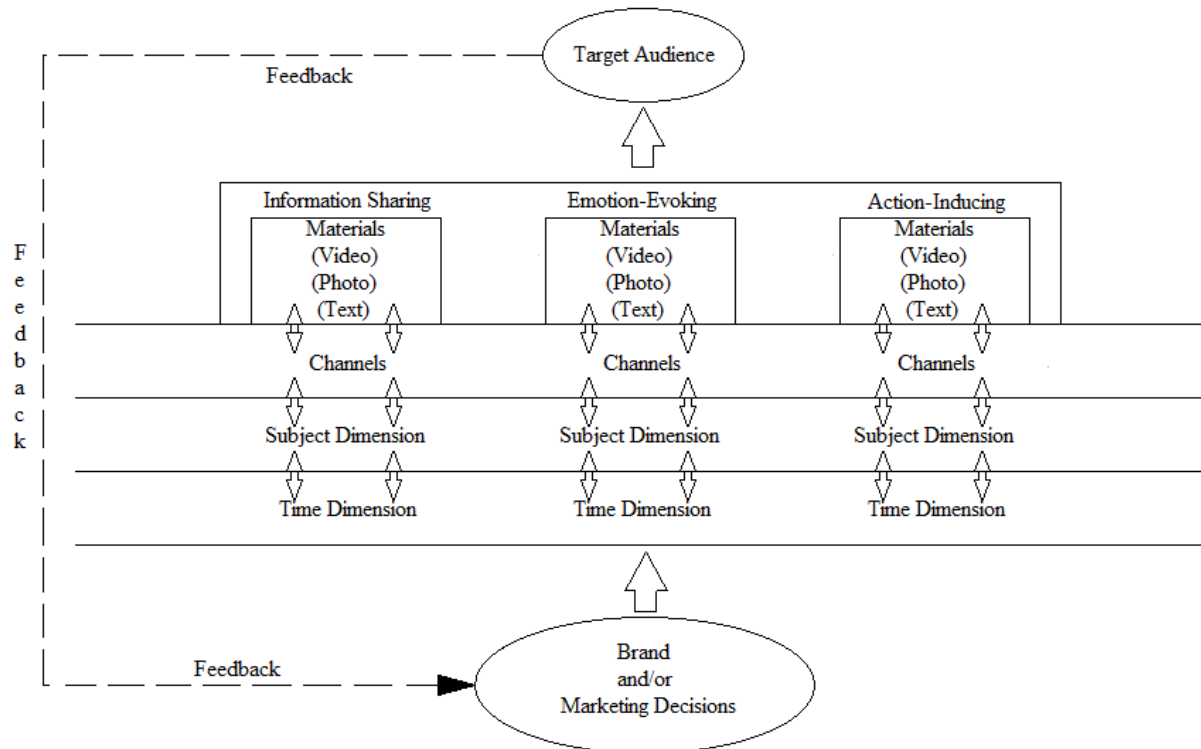 Target Audience
Feedback
Information Sharing
Emotion-Evoking
Action-Inducing
Materials
(Video)
(Photo)
(Text)
Materials
(Video)
(Photo)
(Text)
Materials
(Video)
(Photo)
(Text)
Feedback
Channels
Channels
Channels
Subject Dimension
Subject Dimension
Subject Dimension
Time Dimension
Time Dimension
Time Dimension
Feedback
Brand
and/or
Marketing Decisions